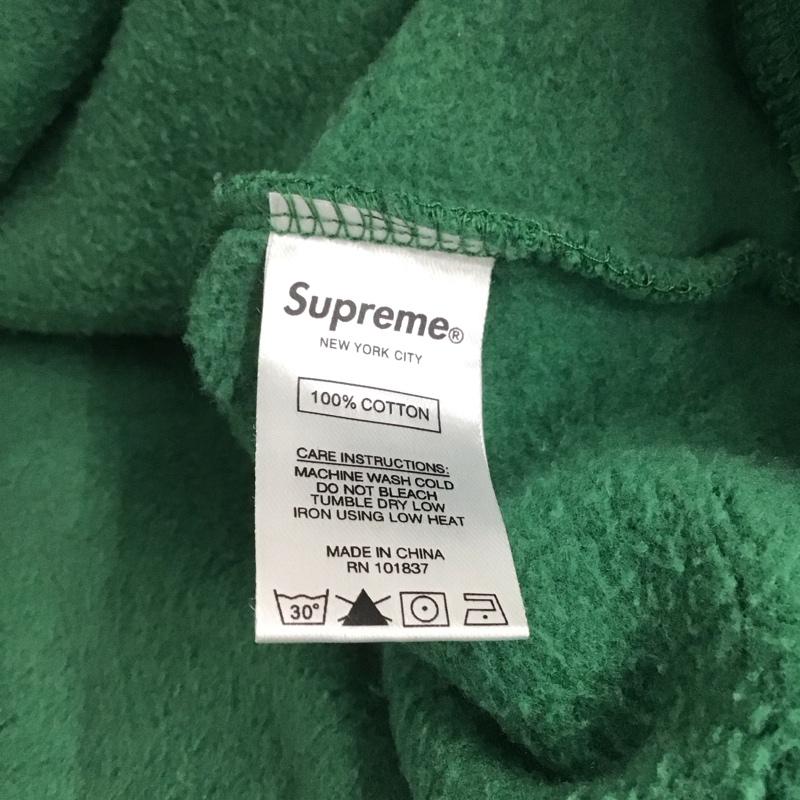 Supreme®
NEW YORK CITY
100% COTTON
CARE INSTRUCTIONS:
MACHINE WASH COLD
DO NOT BLEACH
TUMBLE DRY LOW
IRON USING LOW HEAT
MADE IN CHINA
RN 101837
30°